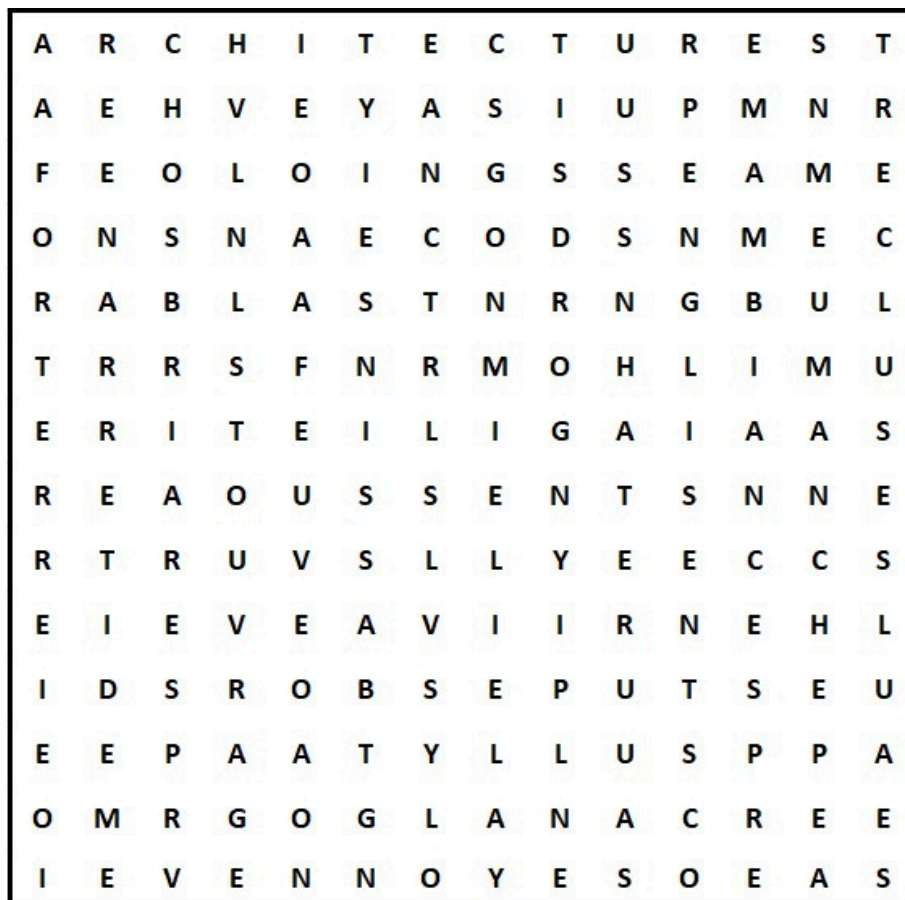 A R C H I T E C T U R E S T
A E H V E Y A S I U P M N R
F E O L O I N G S S E A M E
O N S N A E C O D S N M E C
R A B L A S T N R N G B U L
T R R S F N R M O H L I M U
E R I T E I L I G A I A A S
R E A O U S S E N T S N N E
R T R U V S L L Y E E C C S
E I E V E A V I I R N E H L
I D S R O B S E P U T S E U
E E P A A T Y L L U S P P A
O M R G O G L A N A C R E E
I E V E N N O Y E S O E A S